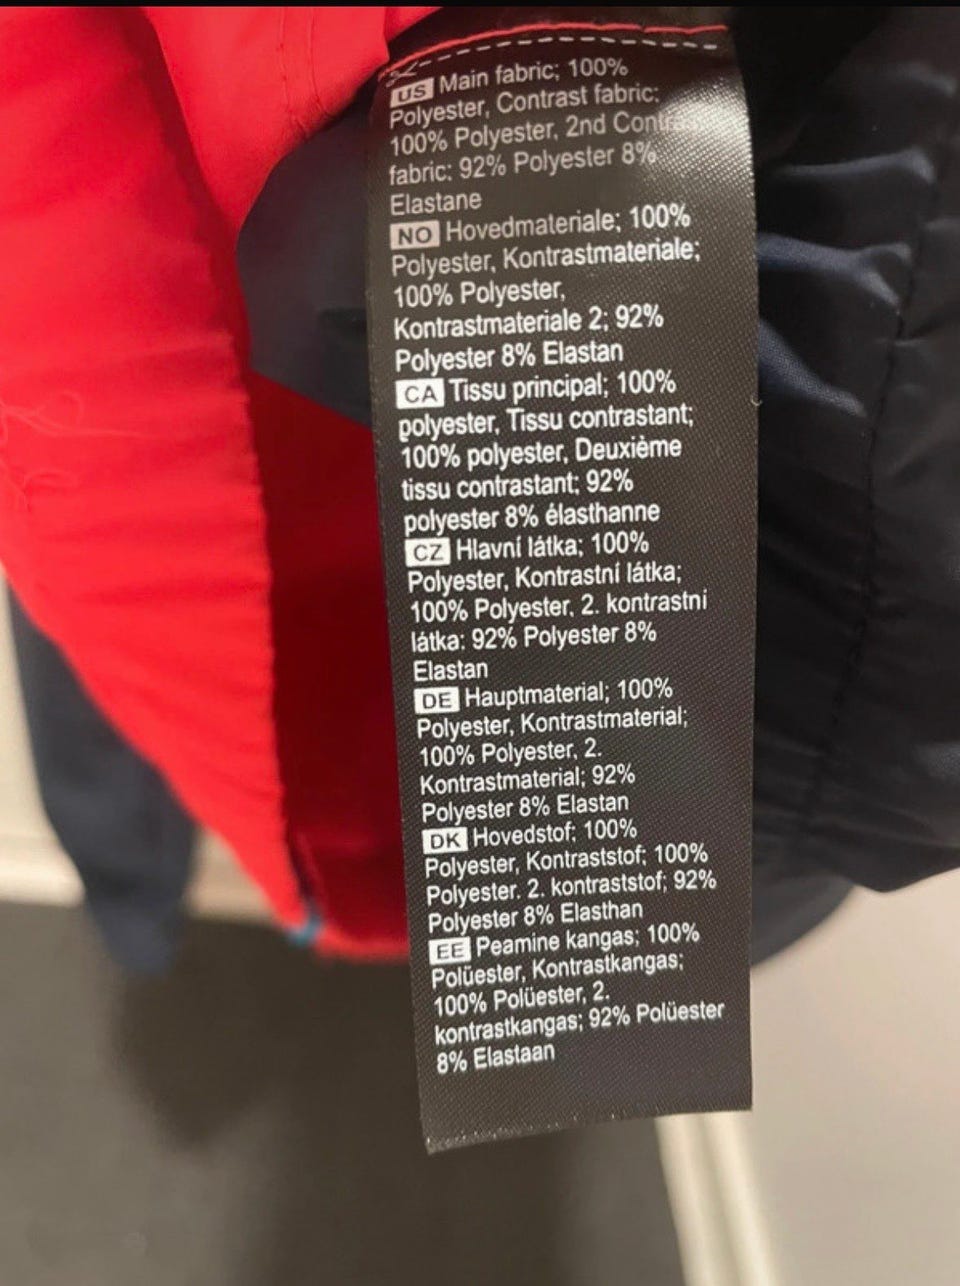 US Main fabric; 100%
Polyester, Contrast fabric:
100% Polyester, 2nd Contras
fabric: 92% Polyester 8%
Elastane
NO Hovedmateriale; 100%
Polyester, Kontrastmateriale;
100% Polyester,
Kontrastmateriale 2; 92%
Polyester 8% Elastan
CA Tissu principal; 100%
polyester, Tissu contrastant;
100% polyester, Deuxième
tissu contrastant; 92%
polyester 8% élasthanne
CZ Hlavní látka; 100%
Polyester, Kontrastní látka;
100% Polyester, 2. kontrastní
látka: 92% Polyester 8%
Elastan
DE Hauptmaterial; 100%
Polyester, Kontrastmaterial;
100% Polyester, 2.
Kontrastmaterial; 92%
Polyester 8% Elastan
DK Hovedstof; 100%
Polyester, Kontraststof; 100%
Polyester. 2. kontraststof; 92%
Polyester 8% Elasthan
EE Peamine kangas; 100%
Polüester, Kontrastkangas;
100% Polüester, 2.
kontrastkangas; 92% Polüester
8% Elastaan